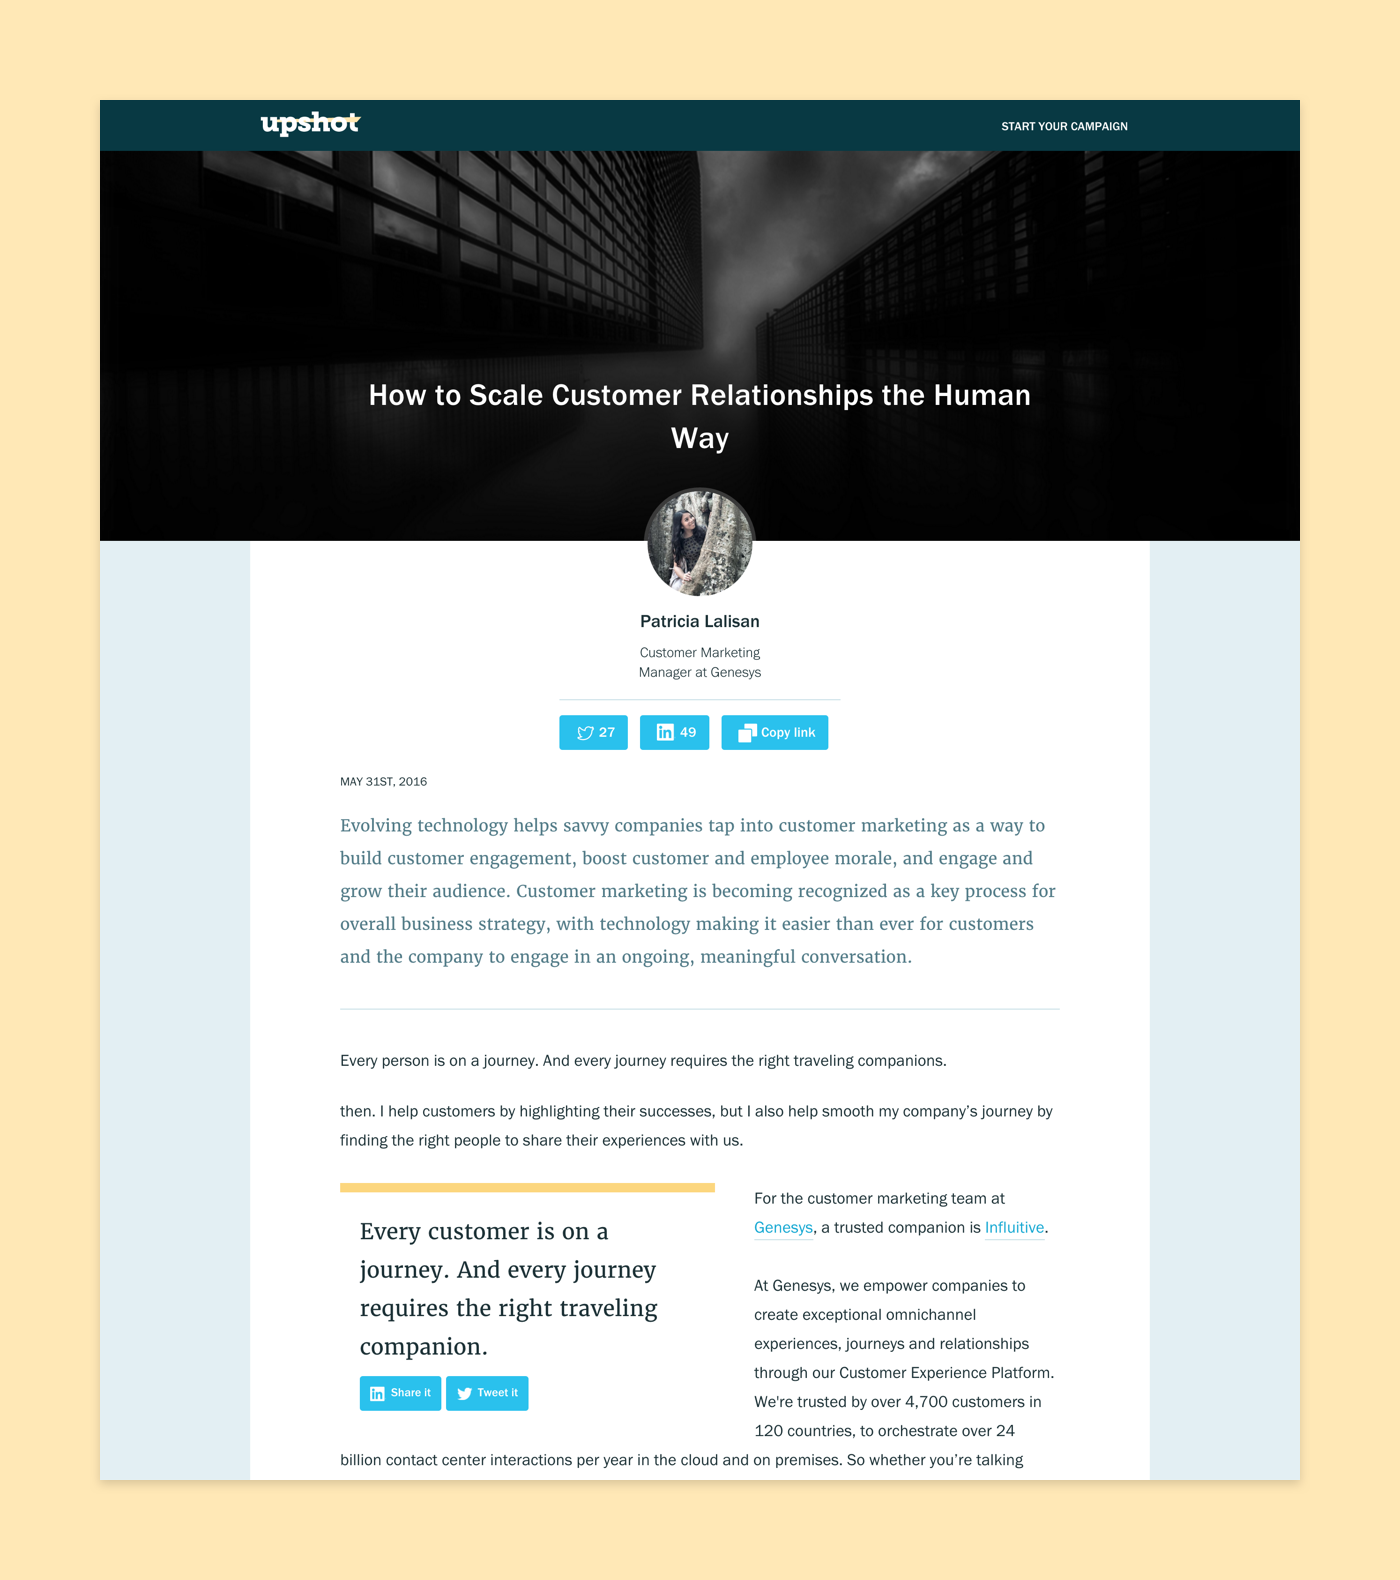 upshot
START YOUR CAMPAIGN
How to Scale Customer Relationships the Human
Way
Patricia Lalisan
Customer Marketing
Manager at Genesys
27
in 49
Copy link
MAY 31ST, 2016
Evolving technology helps savvy companies tap into customer marketing as a way to
build customer engagement, boost customer and employee morale, and engage and
grow their audience. Customer marketing is becoming recognized as a key process for
overall business strategy, with technology making it easier than ever for customers
and the company to engage in an ongoing, meaningful conversation.
Every person is on a journey. And every journey requires the right traveling companions.
then. I help customers by highlighting their successes, but I also help smooth my company’s journey by
finding the right people to share their experiences with us.
Every customer is on a
journey. And every journey
requires the right traveling
companion.
in Share it
Tweet it
For the customer marketing team at
Genesys, a trusted companion is Influitive.
At Genesys, we empower companies to
create exceptional omnichannel
experiences, journeys and relationships
through our Customer Experience Platform.
We're trusted by over 4,700 customers in
120 countries, to orchestrate over 24
billion contact center interactions per year in the cloud and on premises. So whether you’re talking